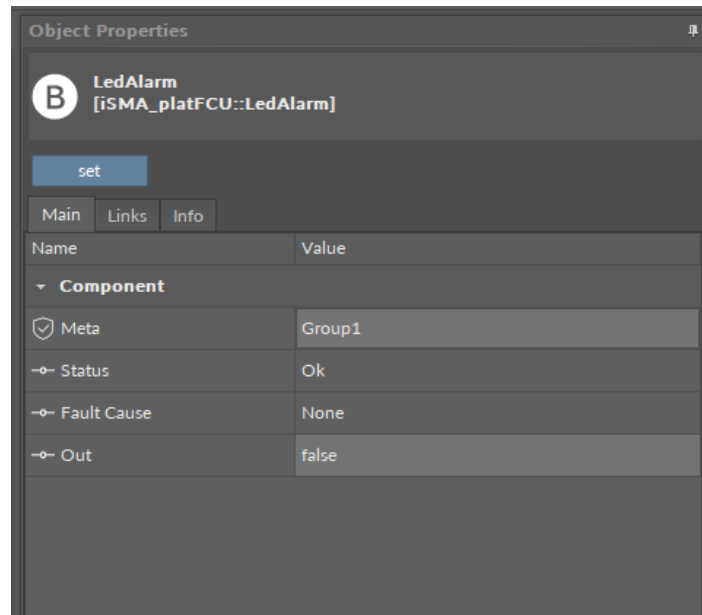 Object Properties
B
LedAlarm
[iSMA_platFCU::LedAlarm]
set
Main Links Info
Name Value
Component
Meta Group1
Status Ok
Fault Cause None
Out false